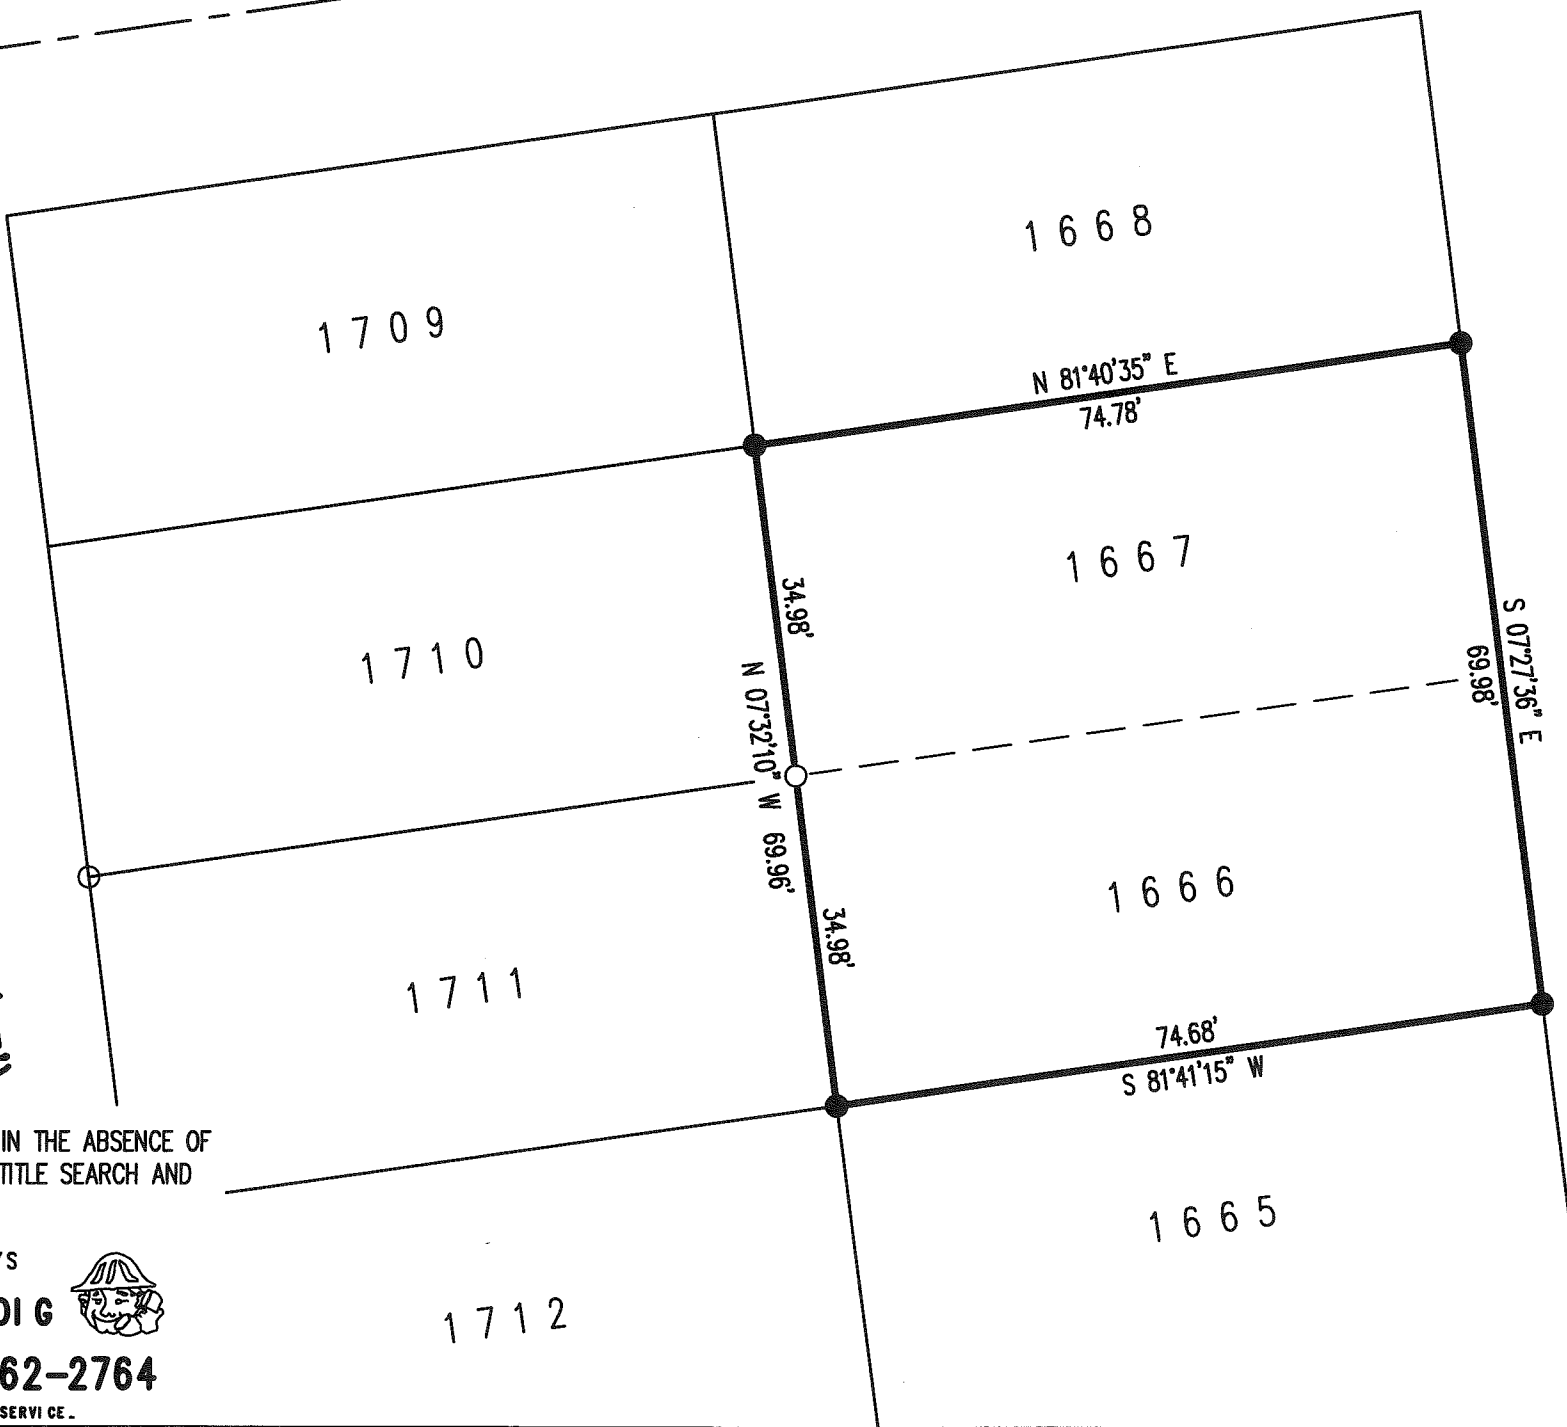 1668
1709
N 81°40'35" E
74.78'
1667
34.98'
S 07°27'36" E
69.98'
1710
N 07°32'10" W 69.96'
1666
34.98'
1711
74.68'
S 81°41'15" W
IN THE ABSENCE OF
TITLE SEARCH AND
1665
'S
DIG
1712
62-2764
SERVICE.